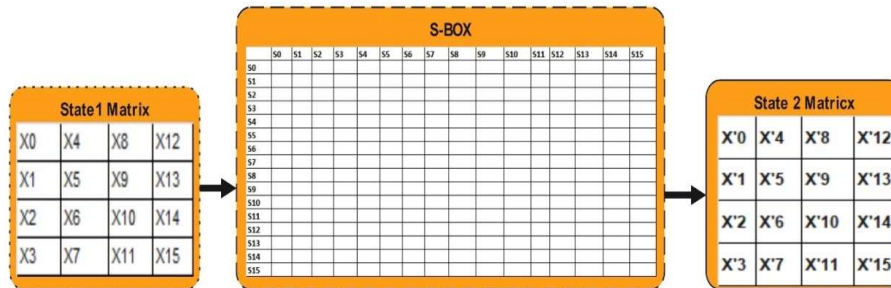 S-BOX
S0 S1 S2 S3 S4 S5 S6 S7 S8 S9 S10 S11 S12 S13 S14 S15
S0
S1
S2
S3
S4
S5
S6
S7
S8
S9
S10
S11
S12
S13
S14
S15
State1 Matrix
X0 X4 X8 X12
X1 X5 X9 X13
X2 X6 X10 X14
X3 X7 X11 X15
State 2 Matricx
X'0 X'4 X'8 X'12
X'1 X'5 X'9 X'13
X'2 X'6 X'10 X'14
X'3 X'7 X'11 X'15